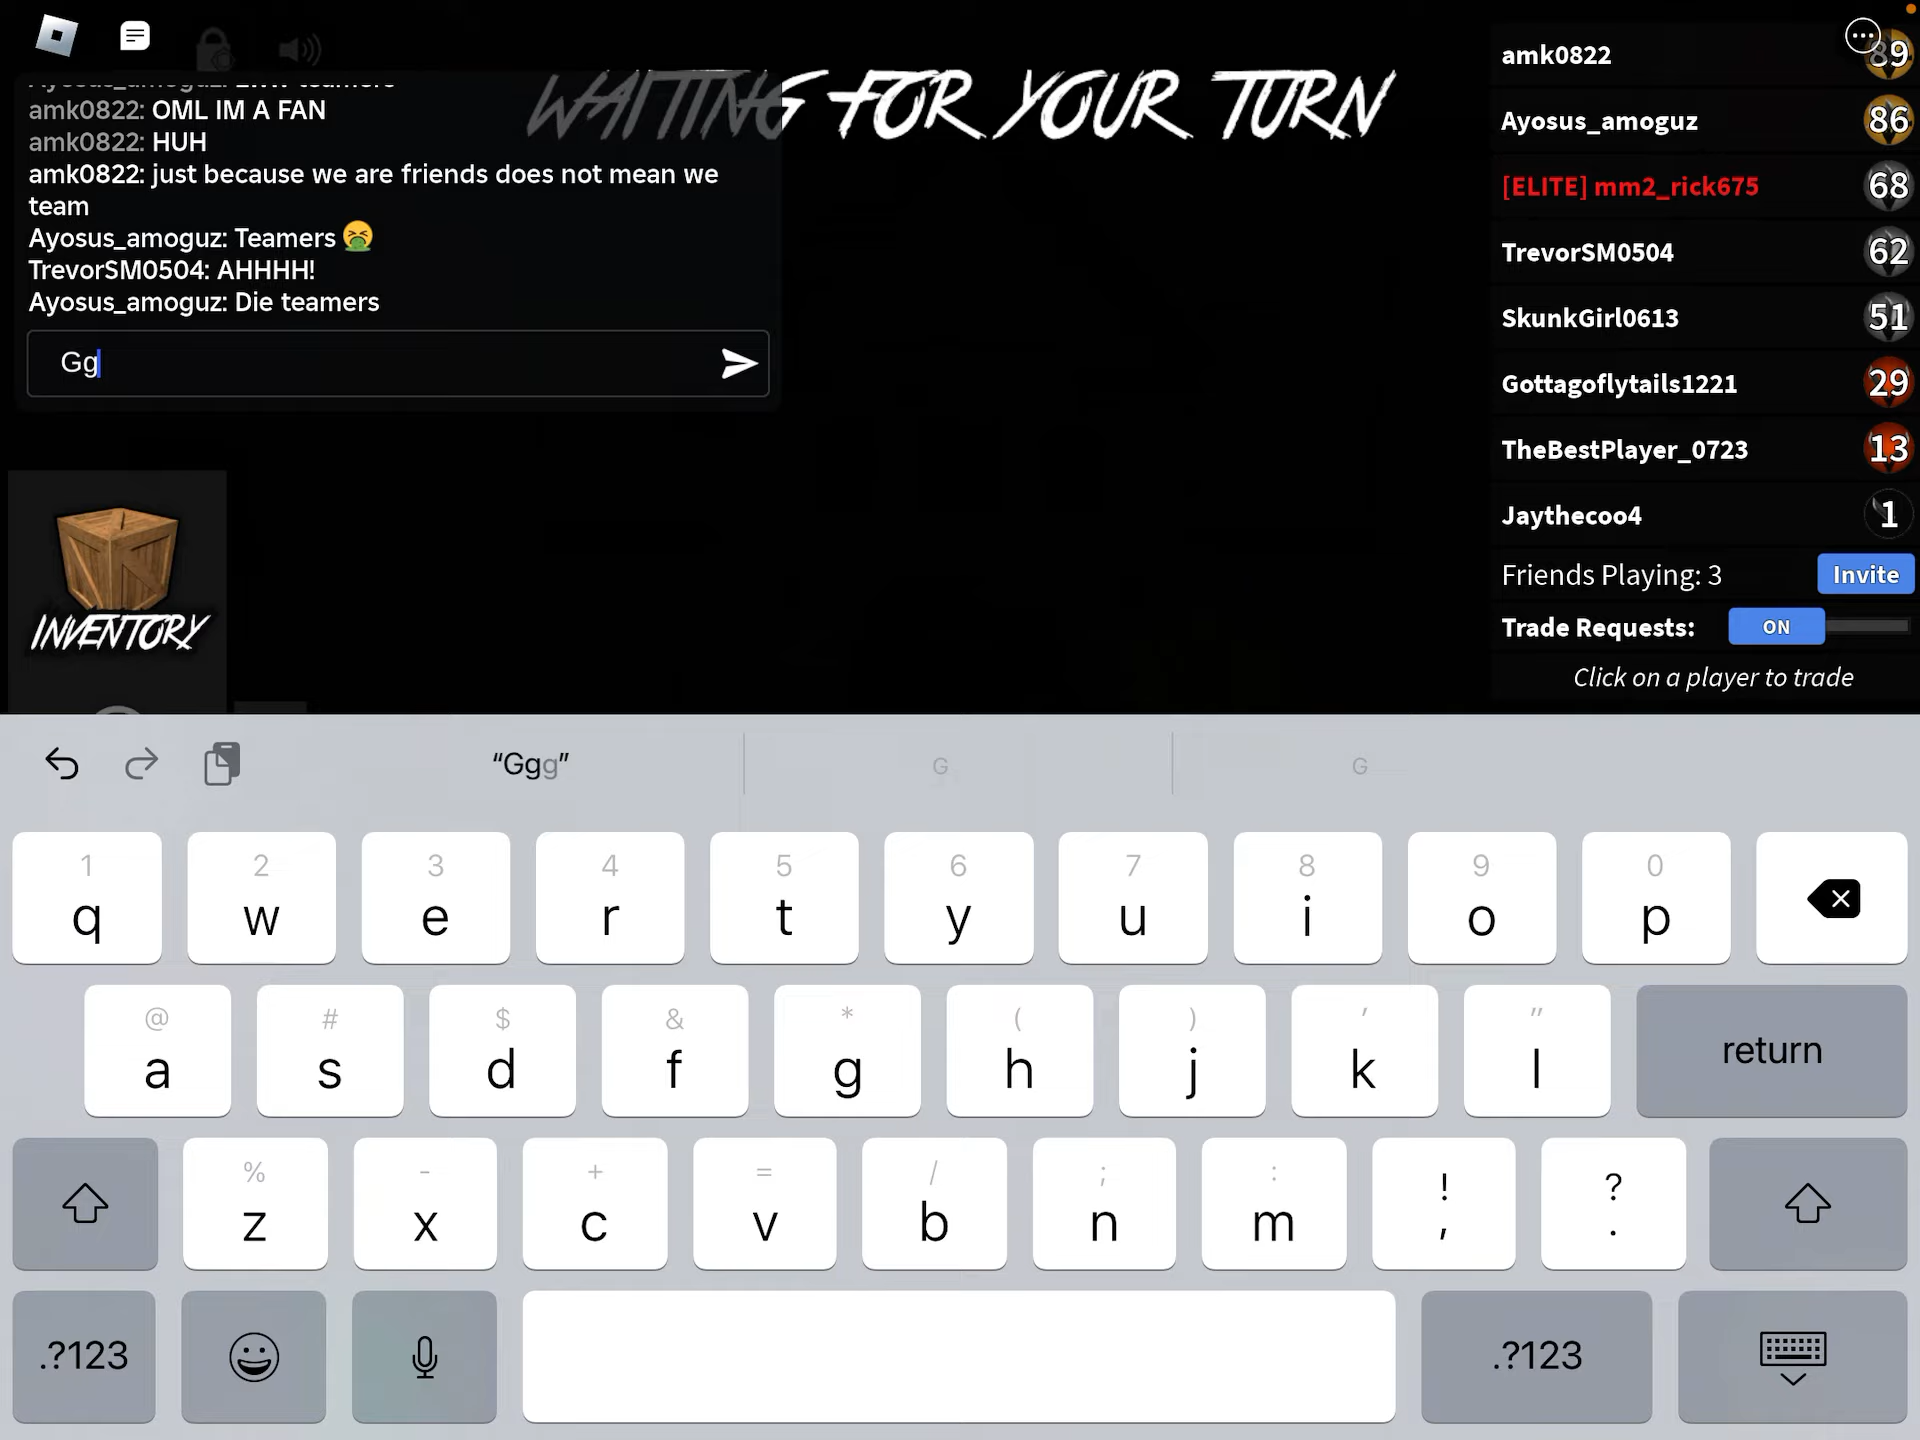 WAITING FOR YOUR TURN
amk0822: OML IM A FAN
amk0822: HUH
amk0822: just because we are friends does not mean we
team
Ayosus_amoguz: Teamers 🤮
TrevorSM0504: AHHHH!
Ayosus_amoguz: Die teamers
Gg
INVENTORY
amk0822 89
Ayosus_amoguz 86
[ELITE] mm2_rick675 68
TrevorSM0504 62
SkunkGirl0613 51
Gottagoflytails1221 29
TheBestPlayer_0723 13
Jaythecoo4 1
Friends Playing: 3 Invite
Trade Requests: ON
Click on a player to trade
“Ggg” G G
1 2 3 4 5 6 7 8 9 0
q w e r t y u i o p
@ # $ & * ( ) ' "
a s d f g h j k l return
% - + = / ; : ! ?
z x c v b n m , .
.?123 .?123